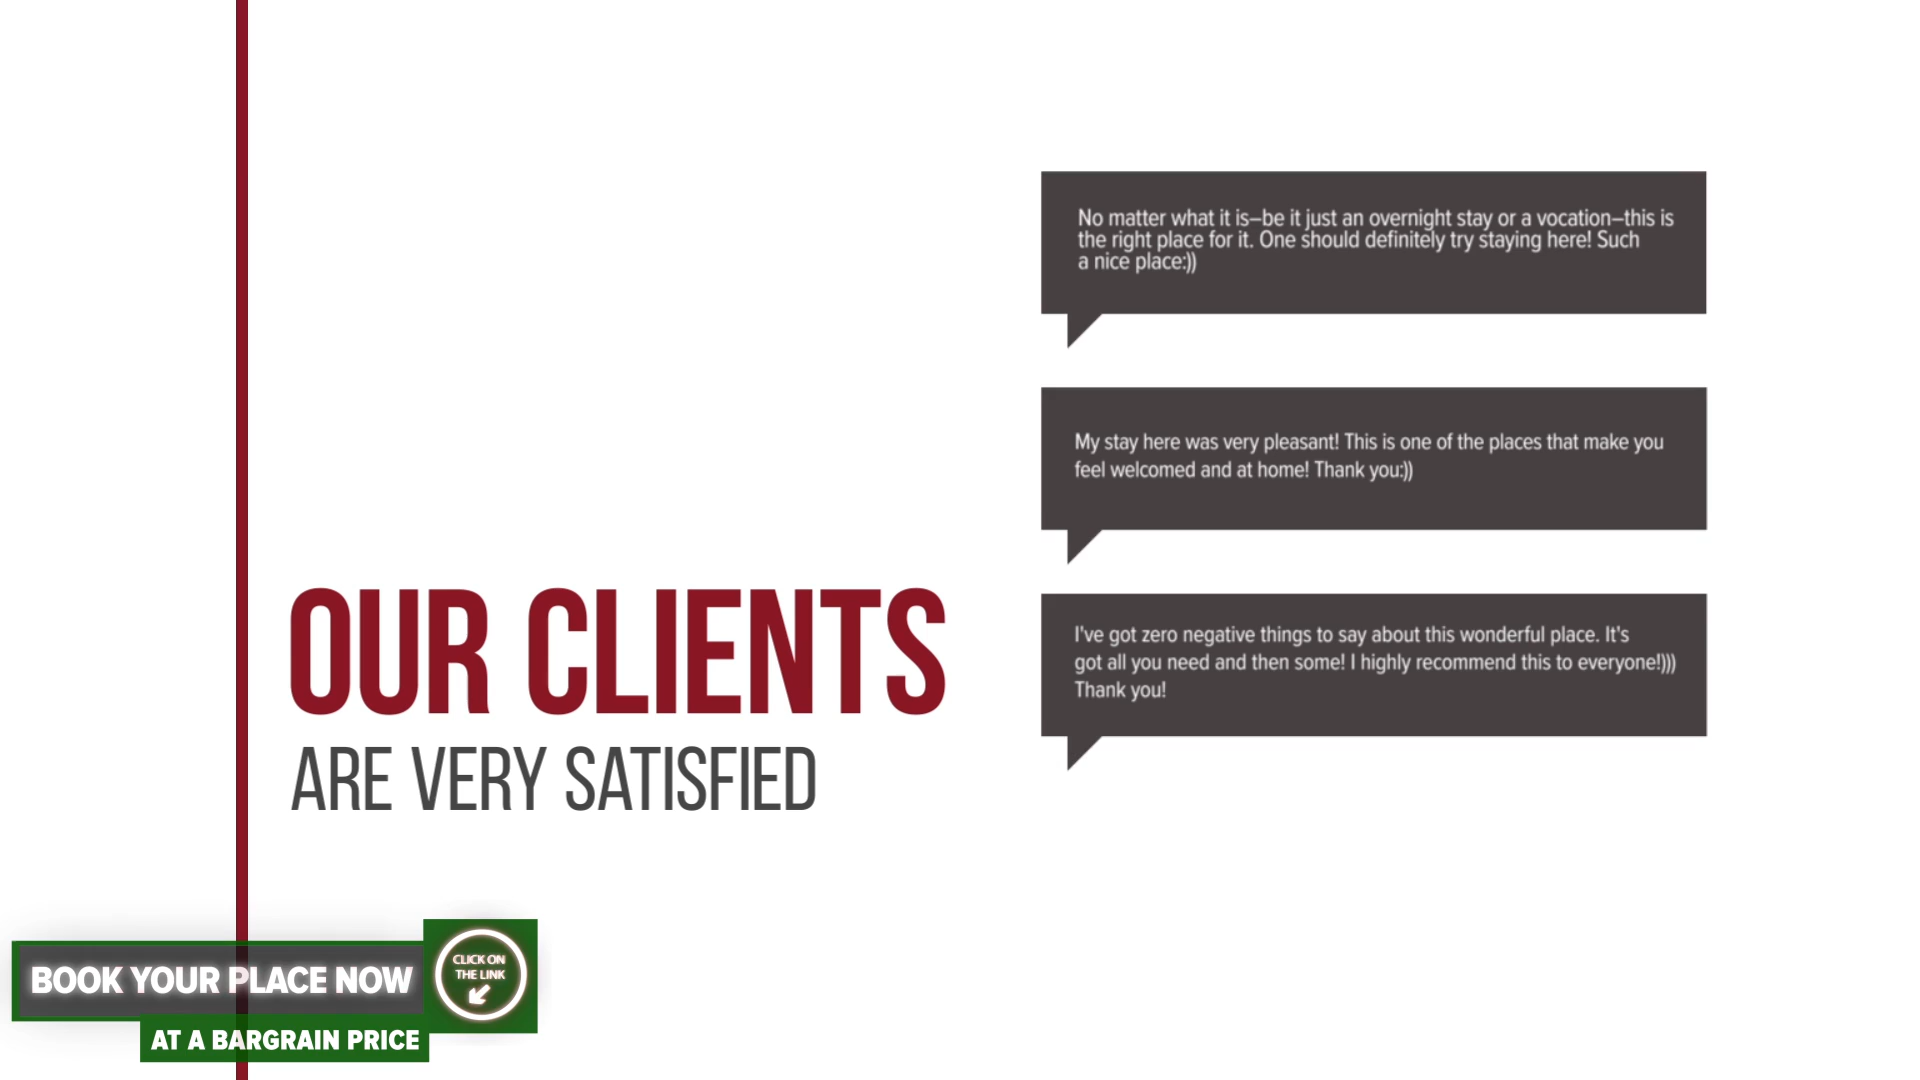 No matter what it is–be it just an overnight stay or a vocation–this is
the right place for it. One should definitely try staying here! Such
a nice place:))
My stay here was very pleasant! This is one of the places that make you
feel welcomed and at home! Thank you:))
I've got zero negative things to say about this wonderful place. It's
got all you need and then some! I highly recommend this to everyone!)))
Thank you!
OUR CLIENTS
ARE VERY SATISFIED
BOOK YOUR PLACE NOW
CLICK ON
THE LINK
AT A BARGRAIN PRICE